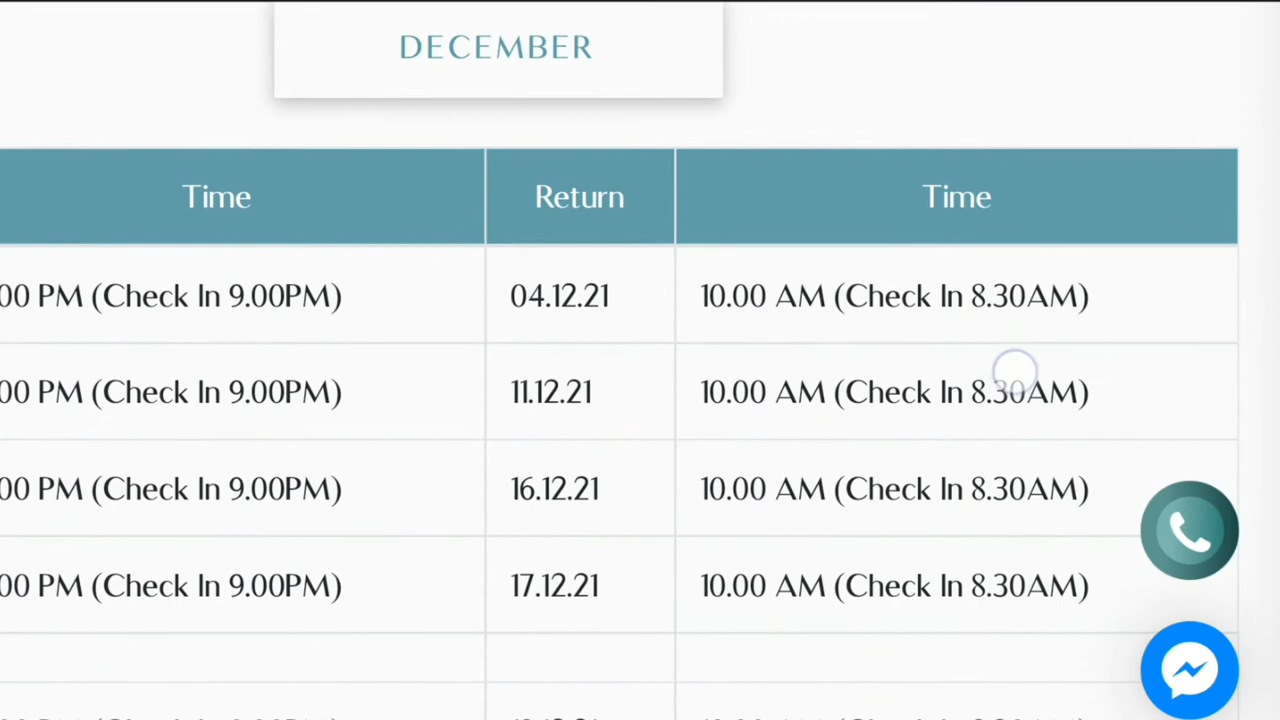 DECEMBER
Time Return Time
00 PM (Check In 9.00PM) 04.12.21 10.00 AM (Check In 8.30AM)
00 PM (Check In 9.00PM) 11.12.21 10.00 AM (Check In 8.30AM)
00 PM (Check In 9.00PM) 16.12.21 10.00 AM (Check In 8.30AM)
00 PM (Check In 9.00PM) 17.12.21 10.00 AM (Check In 8.30AM)